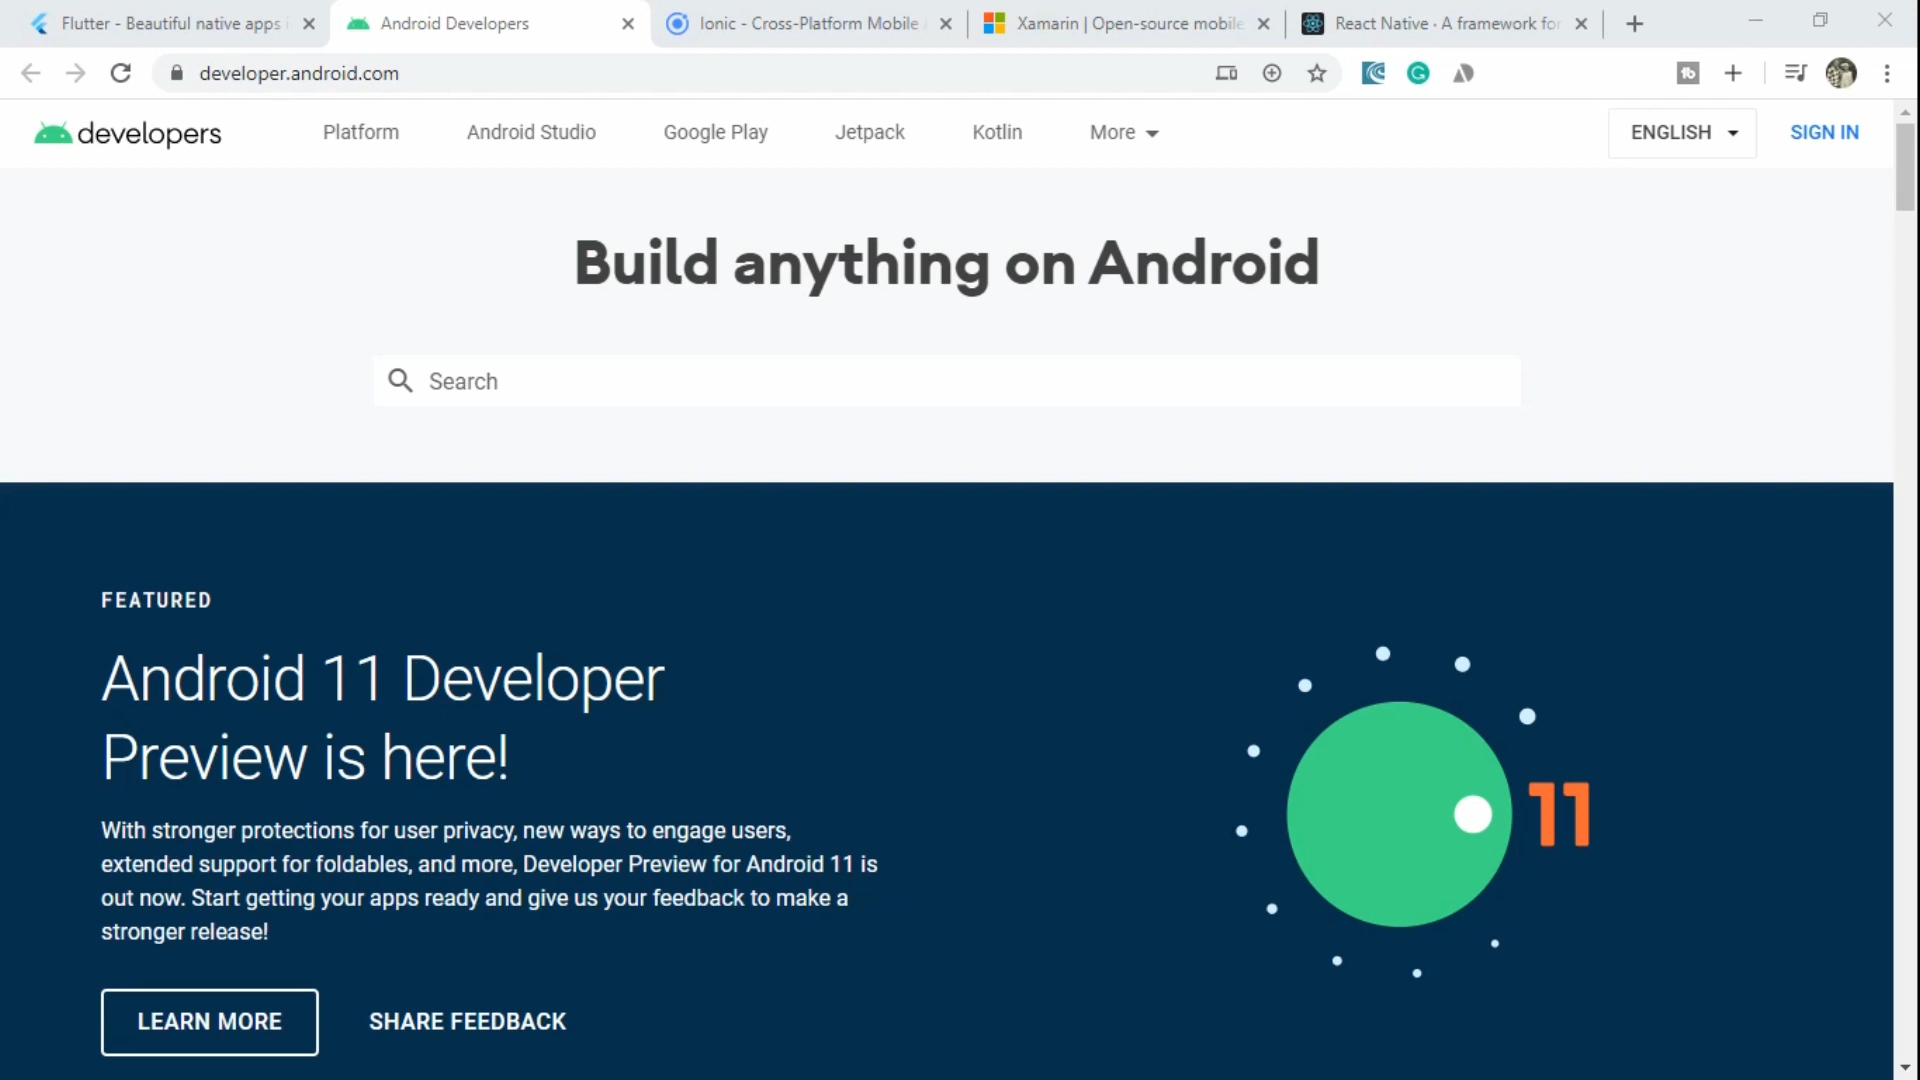 Flutter - Beautiful native apps i
Android Developers
Ionic - Cross-Platform Mobile
Xamarin | Open-source mobile
React Native · A framework for
developer.android.com
developers
Platform
Android Studio
Google Play
Jetpack
Kotlin
More
ENGLISH
SIGN IN
Build anything on Android
Search
FEATURED
Android 11 Developer
Preview is here!
With stronger protections for user privacy, new ways to engage users,
extended support for foldables, and more, Developer Preview for Android 11 is
out now. Start getting your apps ready and give us your feedback to make a
stronger release!
11
LEARN MORE
SHARE FEEDBACK